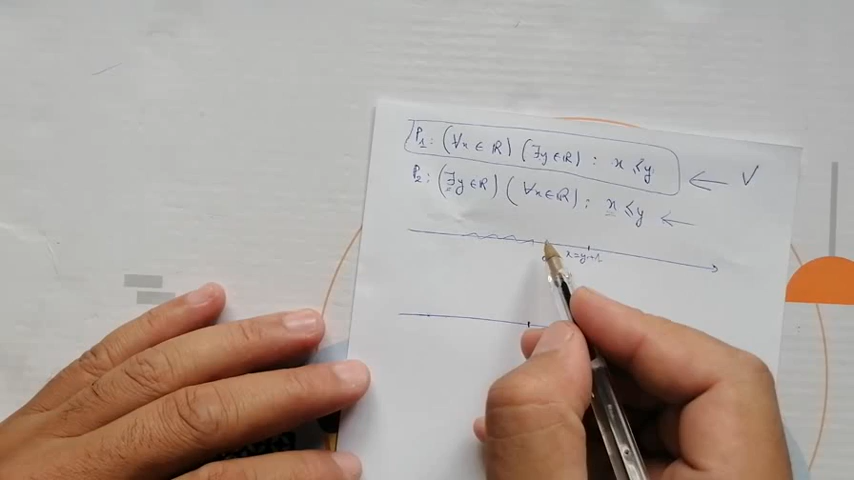 P1: (∀x ∈ ℝ) (∃y ∈ ℝ) : x ≤ y ← V
P2: (∃y ∈ ℝ) (∀x ∈ ℝ) : x ≤ y ←
x = y+1